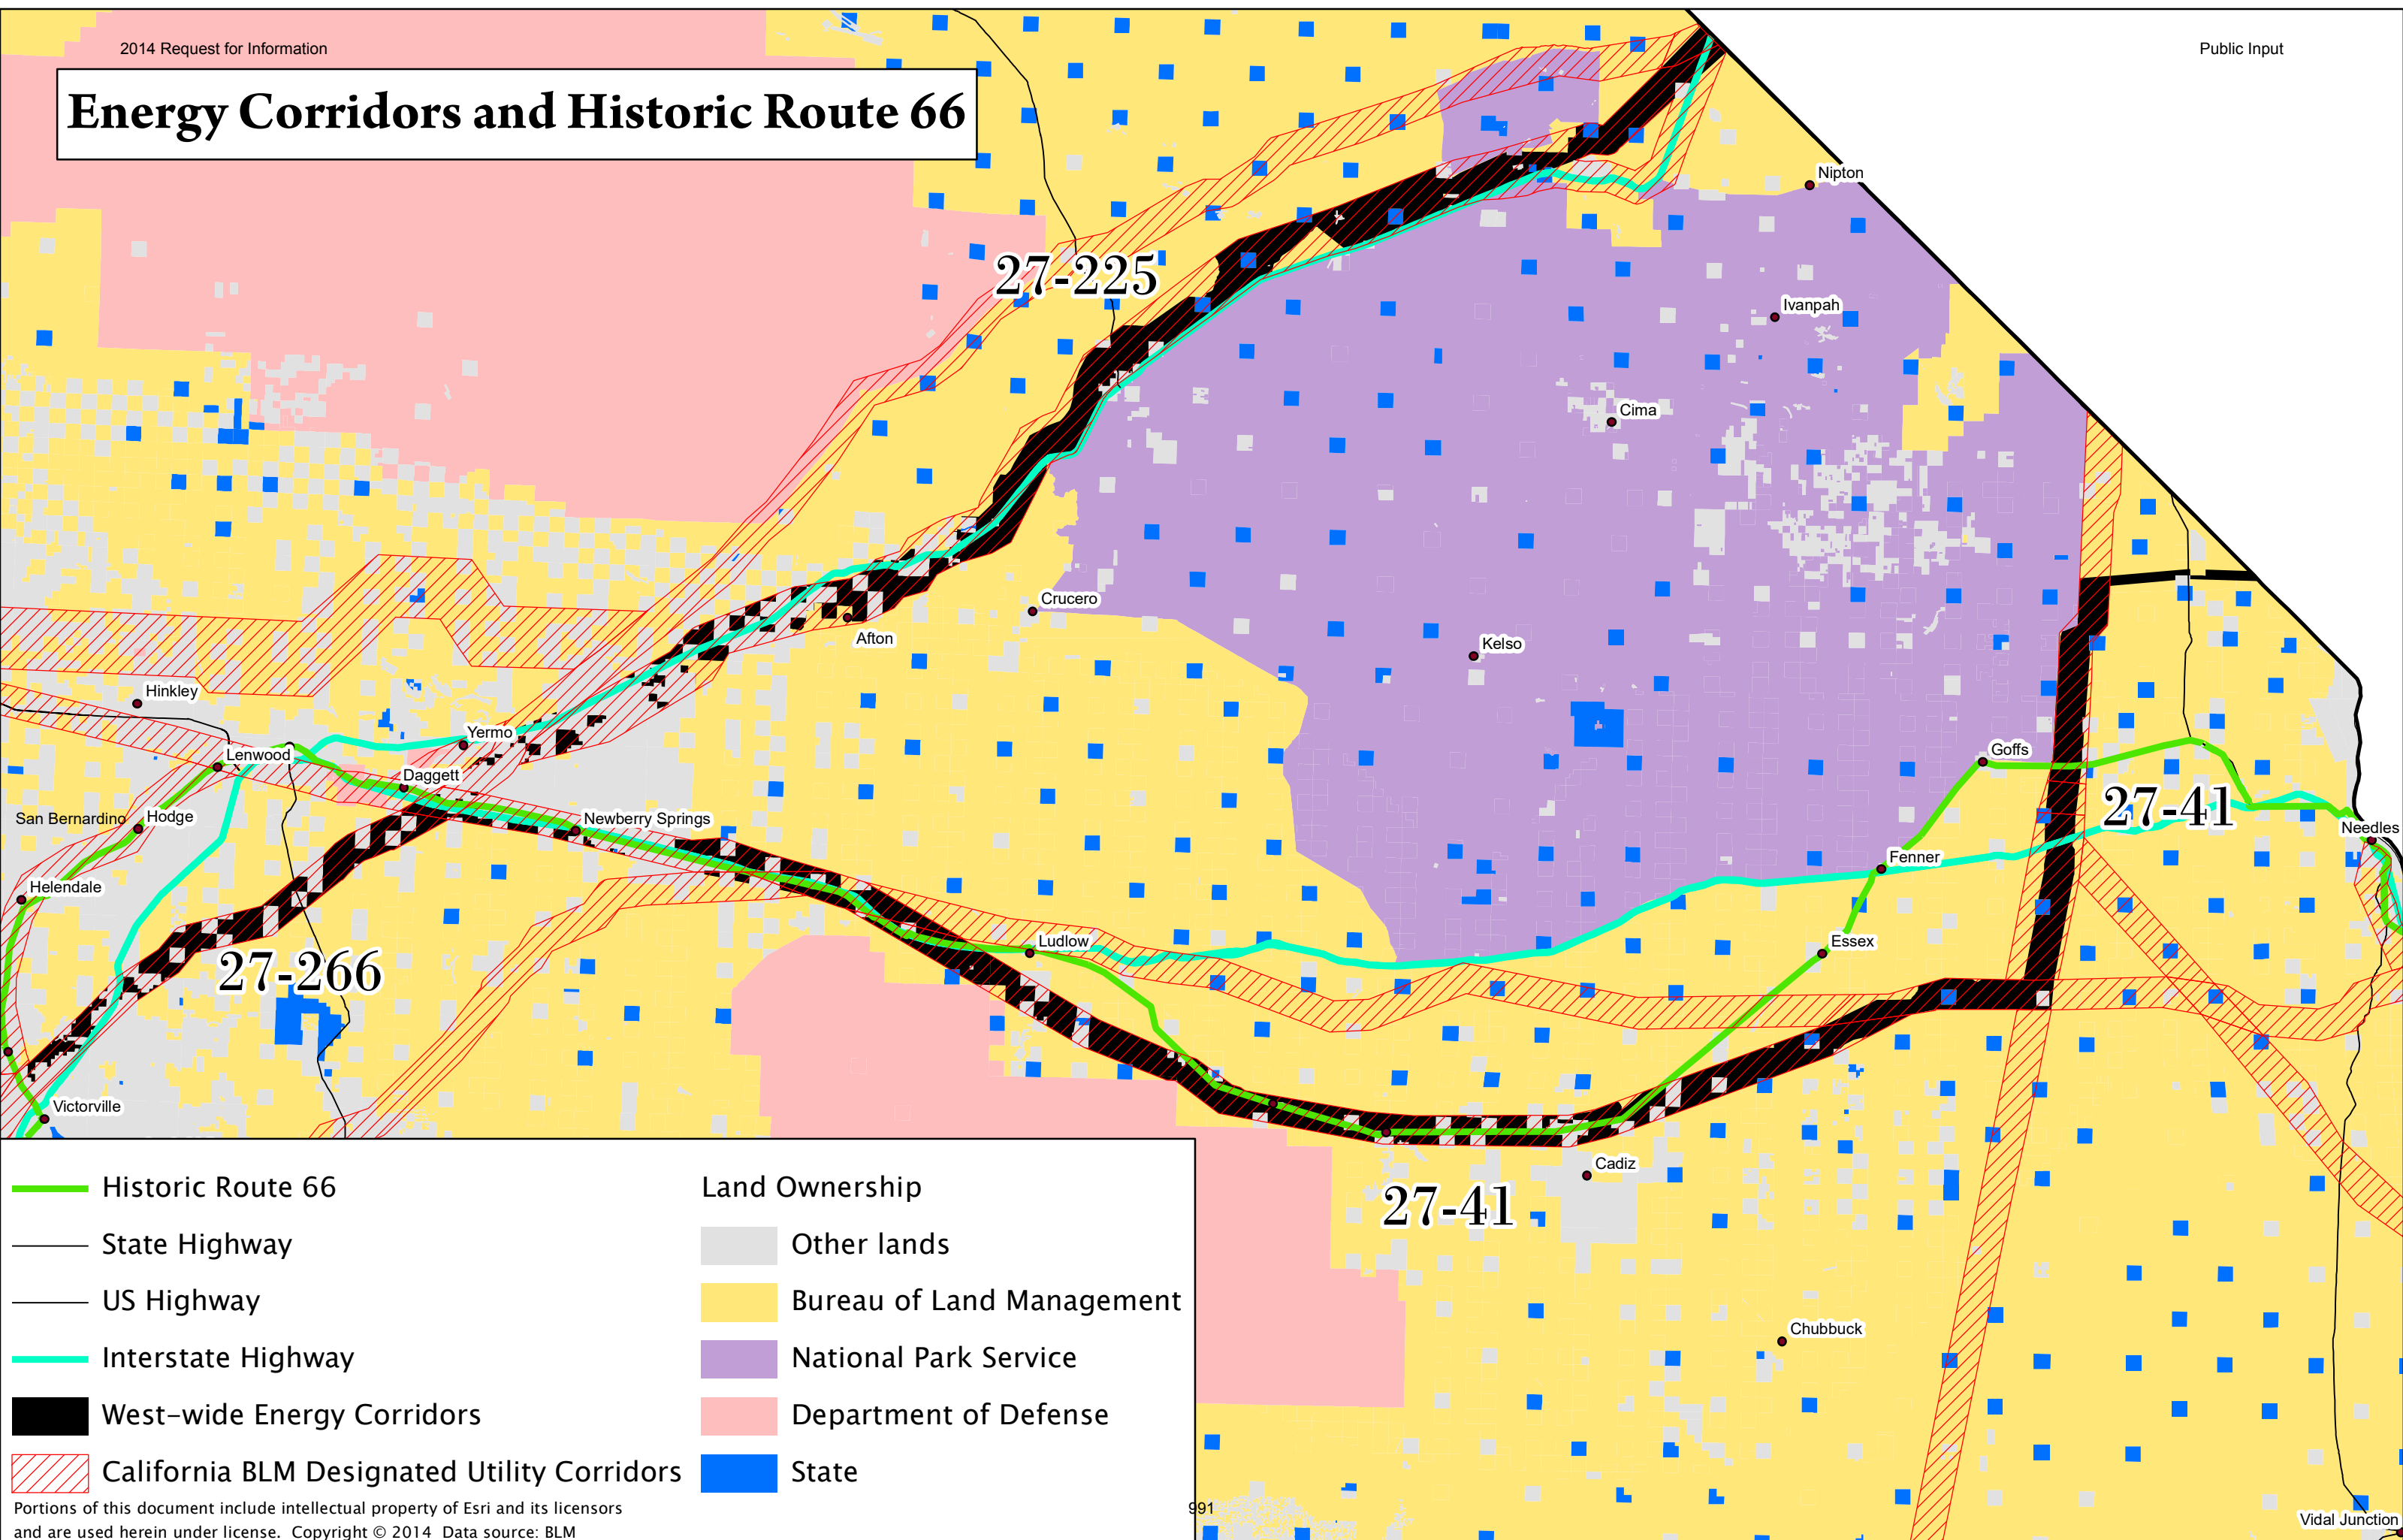 2014 Request for Information
Public Input
Energy Corridors and Historic Route 66
Nipton
27-225
Ivanpah
Cima
Crucero
Afton
Kelso
Hinkley
Yermo
Lenwood
Goffs
Daggett
27-41
San Bernardino
Hodge
Newberry Springs
Needles
Fenner
Helendale
Ludlow
Essex
27-266
Victorville
Cadiz
27-41
Historic Route 66
State Highway
US Highway
Interstate Highway
West-wide Energy Corridors
California BLM Designated Utility Corridors
Land Ownership
Other lands
Bureau of Land Management
National Park Service
Department of Defense
State
Chubbuck
Portions of this document include intellectual property of Esri and its licensors
and are used herein under license. Copyright © 2014 Data source: BLM
991
Vidal Junction